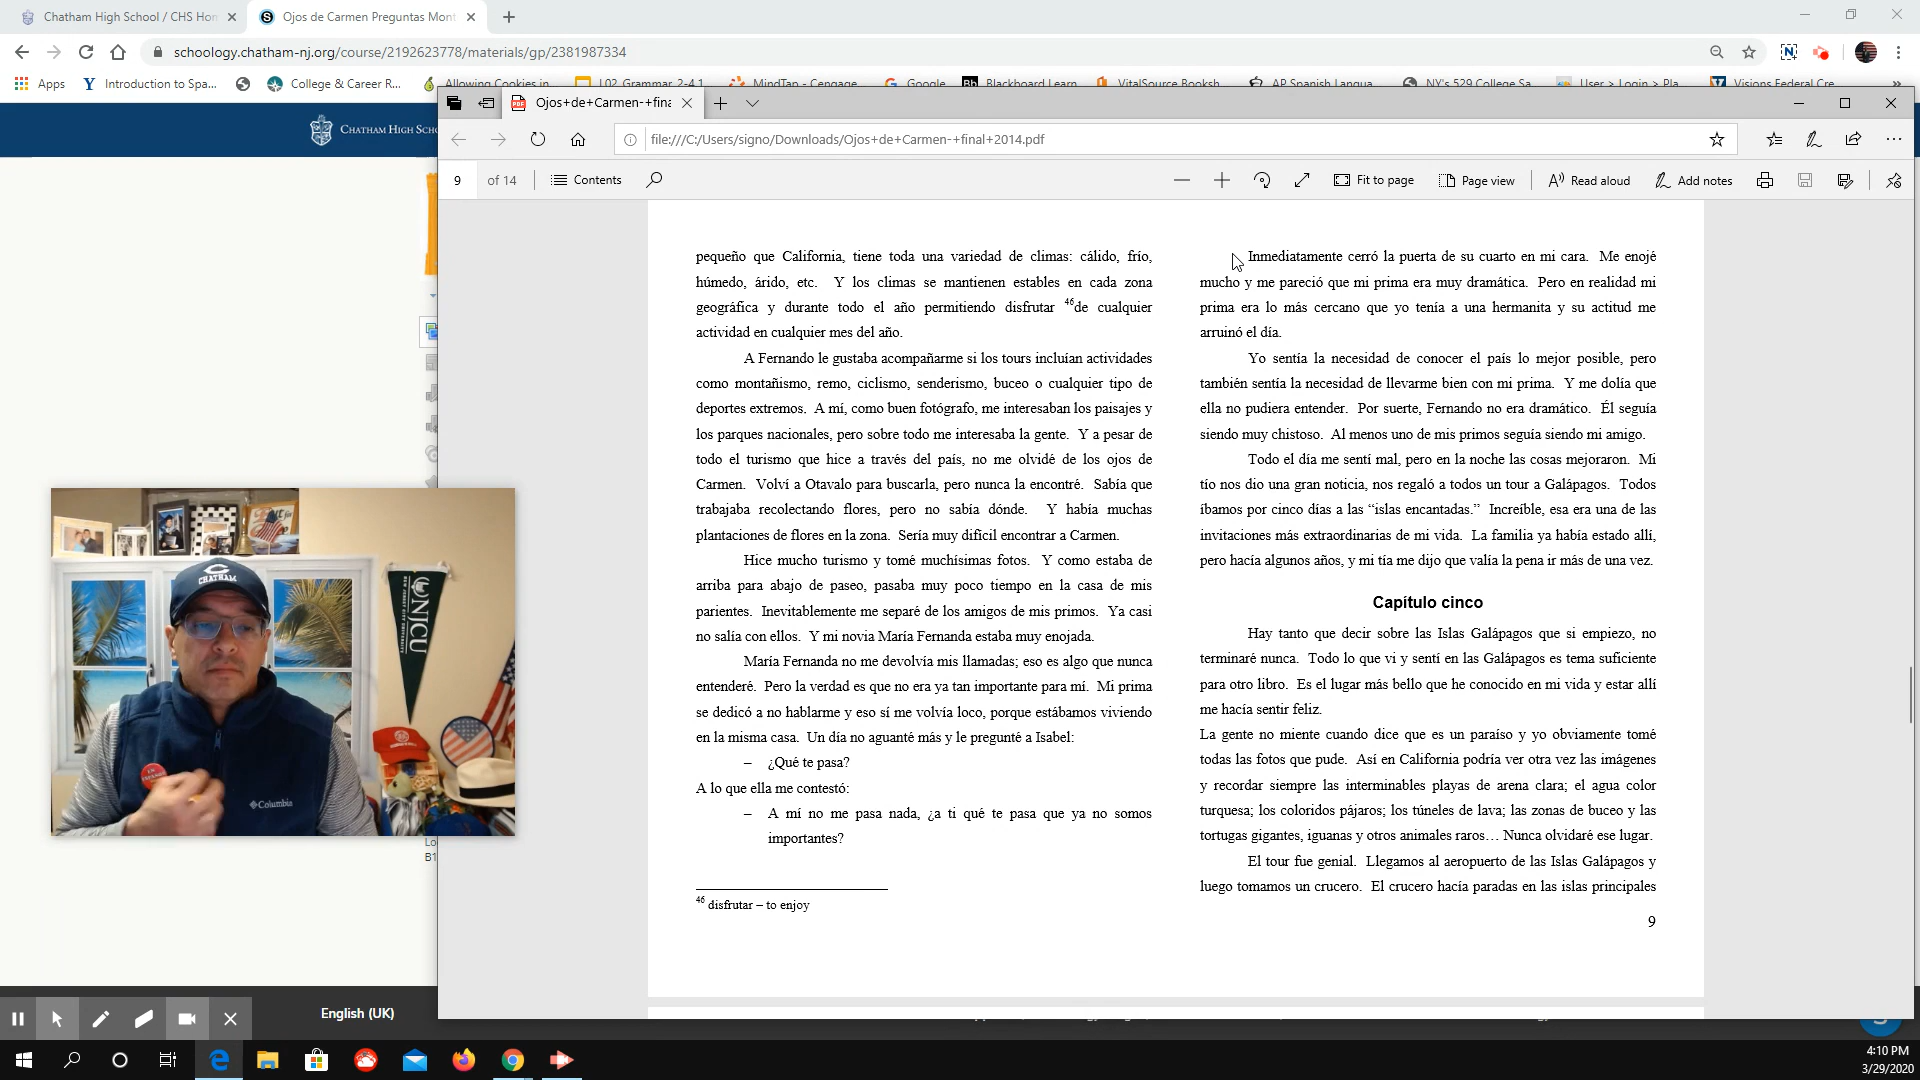 Chatham High School / CHS Hom
Ojos de Carmen Preguntas Mont
schoology.chatham-nj.org/course/2192623778/materials/gp/2381987334
Apps
Introduction to Spa...
College & Career R...
Allowing Cookies in
L02 Grammar 2-4.1
MindTap - Cengage
Google
Bb
Blackboard Learn
VitalSource Booksh
AP Spanish Langua
NY's 529 College Sa
User > Login > Pla
Visions Federal Cre
CHATHAM HIGH SCHO
Ojos+de+Carmen-+fina
file:///C:/Users/signo/Downloads/Ojos+de+Carmen-+final+2014.pdf
9 of 14
Contents
Fit to page
Page view
Read aloud
Add notes
pequeño que California, tiene toda una variedad de climas: cálido, frío,
húmedo, árido, etc. Y los climas se mantienen estables en cada zona
geográfica y durante todo el año permitiendo disfrutar 46de cualquier
actividad en cualquier mes del año.
A Fernando le gustaba acompañarme si los tours incluían actividades
como montañismo, remo, ciclismo, senderismo, buceo o cualquier tipo de
deportes extremos. A mí, como buen fotógrafo, me interesaban los paisajes y
los parques nacionales, pero sobre todo me interesaba la gente. Y a pesar de
todo el turismo que hice a través del país, no me olvidé de los ojos de
Carmen. Volví a Otavalo para buscarla, pero nunca la encontré. Sabía que
trabajaba recolectando flores, pero no sabía dónde. Y había muchas
plantaciones de flores en la zona. Sería muy difícil encontrar a Carmen.
Hice mucho turismo y tomé muchísimas fotos. Y como estaba de
arriba para abajo de paseo, pasaba muy poco tiempo en la casa de mis
parientes. Inevitablemente me separé de los amigos de mis primos. Ya casi
no salía con ellos. Y mi novia María Fernanda estaba muy enojada.
María Fernanda no me devolvía mis llamadas; eso es algo que nunca
entenderé. Pero la verdad es que no era ya tan importante para mí. Mi prima
se dedicó a no hablarme y eso sí me volvía loco, porque estábamos viviendo
en la misma casa. Un día no aguanté más y le pregunté a Isabel:
– ¿Qué te pasa?
A lo que ella me contestó:
– A mí no me pasa nada, ¿a ti qué te pasa que ya no somos
importantes?
46 disfrutar – to enjoy
Inmediatamente cerró la puerta de su cuarto en mi cara. Me enojé
mucho y me pareció que mi prima era muy dramática. Pero en realidad mi
prima era lo más cercano que yo tenía a una hermanita y su actitud me
arruinó el día.
Yo sentía la necesidad de conocer el país lo mejor posible, pero
también sentía la necesidad de llevarme bien con mi prima. Y me dolía que
ella no pudiera entender. Por suerte, Fernando no era dramático. Él seguía
siendo muy chistoso. Al menos uno de mis primos seguía siendo mi amigo.
Todo el día me sentí mal, pero en la noche las cosas mejoraron. Mi
tío nos dio una gran noticia, nos regaló a todos un tour a Galápagos. Todos
íbamos por cinco días a las “islas encantadas.” Increíble, esa era una de las
invitaciones más extraordinarias de mi vida. La familia ya había estado allí,
pero hacía algunos años, y mi tía me dijo que valía la pena ir más de una vez.
Capítulo cinco
Hay tanto que decir sobre las Islas Galápagos que si empiezo, no
terminaré nunca. Todo lo que vi y sentí en las Galápagos es tema suficiente
para otro libro. Es el lugar más bello que he conocido en mi vida y estar allí
me hacía sentir feliz.
La gente no miente cuando dice que es un paraíso y yo obviamente tomé
todas las fotos que pude. Así en California podría ver otra vez las imágenes
y recordar siempre las interminables playas de arena clara; el agua color
turquesa; los coloridos pájaros; los túneles de lava; las zonas de buceo y las
tortugas gigantes, iguanas y otros animales raros… Nunca olvidaré ese lugar.
El tour fue genial. Llegamos al aeropuerto de las Islas Galápagos y
luego tomamos un crucero. El crucero hacía paradas en las islas principales
9
CHATHAM
NJCU
Columbia
Lo
B1
English (UK)
4:10 PM
3/29/2020